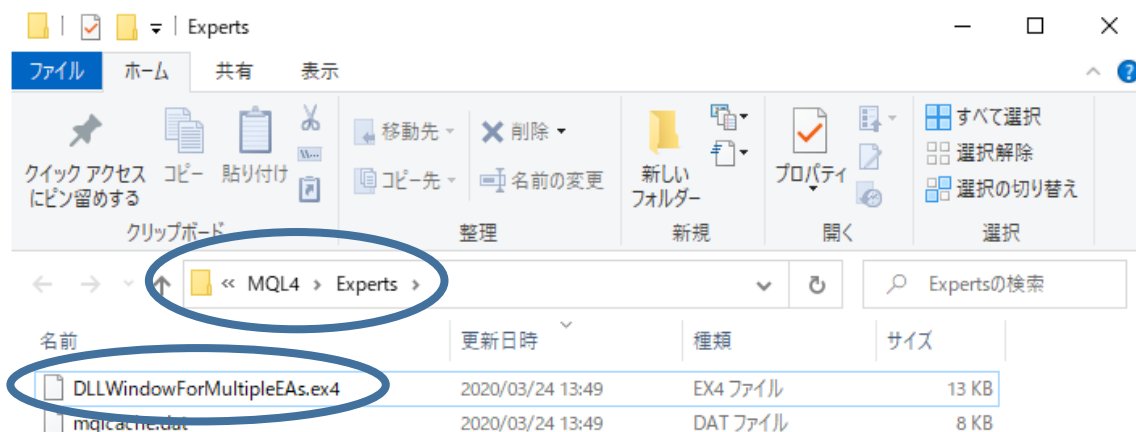 Experts
ファイル ホーム 共有 表示
クイック アクセス
にピン留めする
コピー
貼り付け
移動先
コピー先
削除
名前の変更
新しい
フォルダー
プロパティ
すべて選択
選択解除
選択の切り替え
クリップボード 整理 新規 開く 選択
« MQL4 › Experts › Expertsの検索
名前 更新日時 種類 サイズ
DLLWindowForMultipleEAs.ex4 2020/03/24 13:49 EX4 ファイル 13 KB
mqlcache.dat 2020/03/24 13:49 DAT ファイル 8 KB